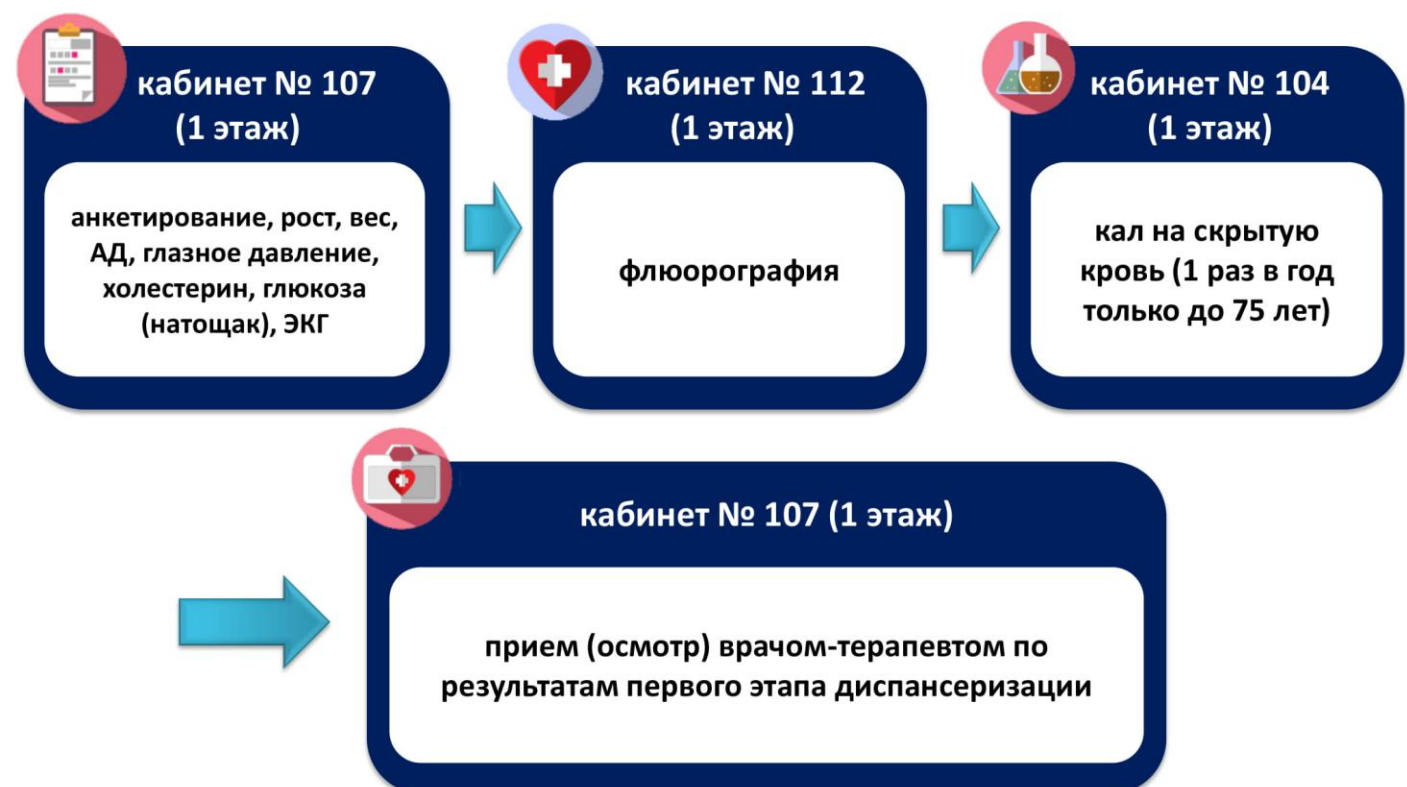 кабинет № 107
(1 этаж)
анкетирование, рост, вес,
АД, глазное давление,
холестерин, глюкоза
(натощак), ЭКГ
кабинет № 112
(1 этаж)
флюорография
кабинет № 104
(1 этаж)
кал на скрытую
кровь (1 раз в год
только до 75 лет)
кабинет № 107 (1 этаж)
прием (осмотр) врачом-терапевтом по
результатам первого этапа диспансеризации